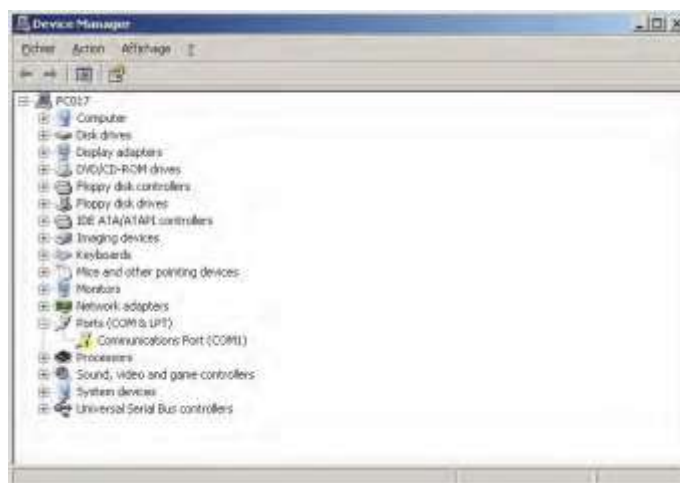 Device Manager
Fichier Action Affichage ?
PC017
Computer
Disk drives
Display adapters
DVD/CD-ROM drives
Floppy disk controllers
Floppy disk drives
IDE ATA/ATAPI controllers
Imaging devices
Keyboards
Mice and other pointing devices
Monitors
Network adapters
Ports (COM & LPT)
Communications Port (COM1)
Processors
Sound, video and game controllers
System devices
Universal Serial Bus controllers